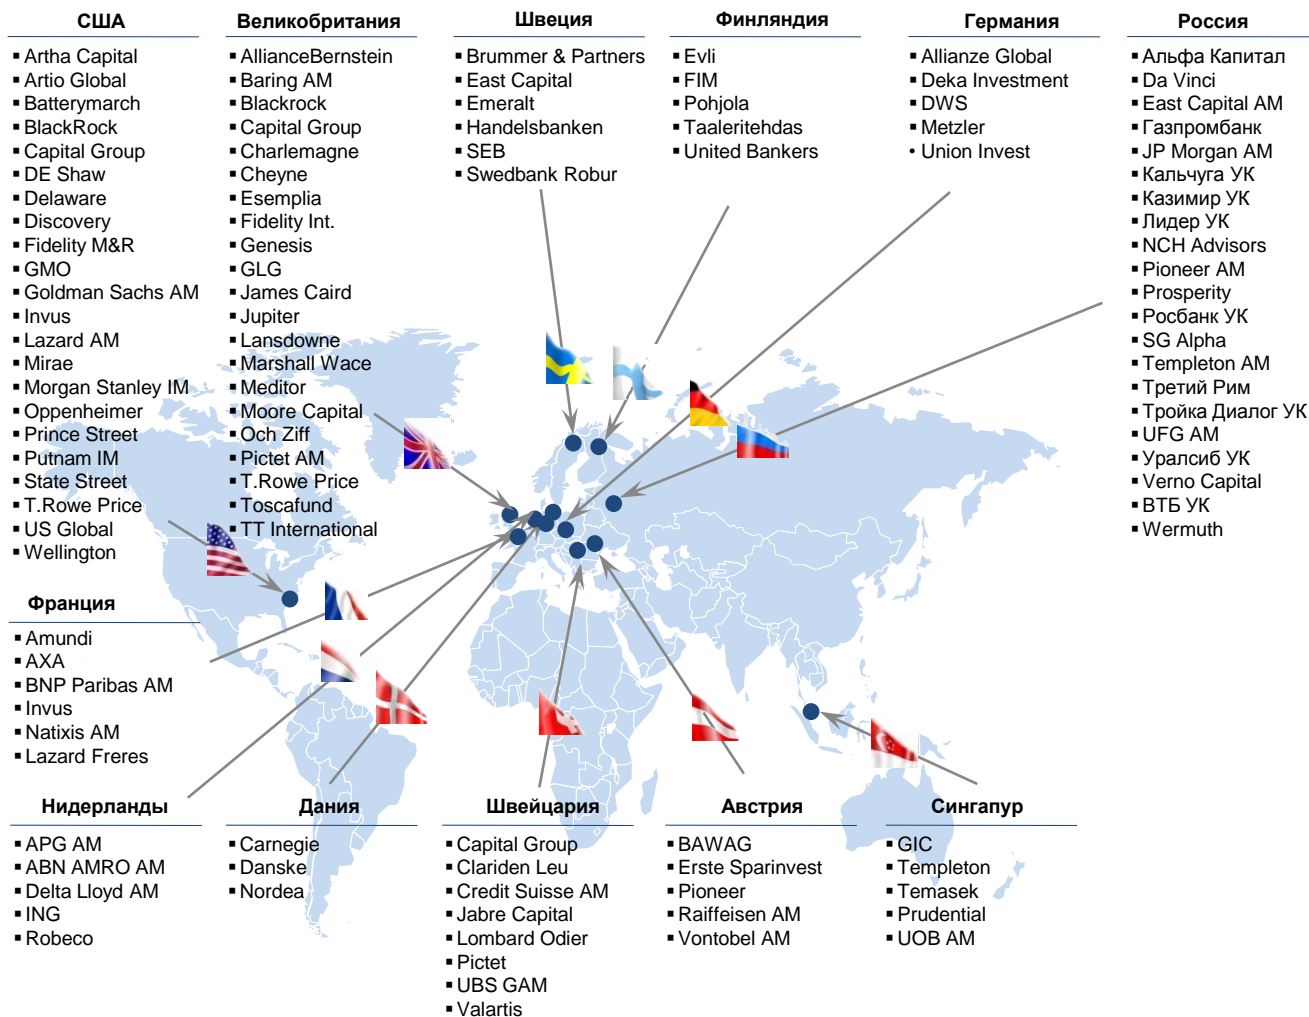 США
Artha Capital
Artio Global
Batterymarch
BlackRock
Capital Group
DE Shaw
Delaware
Discovery
Fidelity M&R
GMO
Goldman Sachs AM
Invus
Lazard AM
Mirae
Morgan Stanley IM
Oppenheimer
Prince Street
Putnam IM
State Street
T.Rowe Price
US Global
Wellington
Великобритания
AllianceBernstein
Baring AM
Blackrock
Capital Group
Charlemagne
Cheyne
Esemplia
Fidelity Int.
Genesis
GLG
James Caird
Jupiter
Lansdowne
Marshall Wace
Meditor
Moore Capital
Och Ziff
Pictet AM
T.Rowe Price
Toscafund
TT International
Швеция
Brummer & Partners
East Capital
Emeralt
Handelsbanken
SEB
Swedbank Robur
Финляндия
Evli
FIM
Pohjola
Taaleritehdas
United Bankers
Германия
Allianze Global
Deka Investment
DWS
Metzler
Union Invest
Россия
Альфа Капитал
Da Vinci
East Capital AM
Газпромбанк
JP Morgan AM
Кальчуга УК
Казимир УК
Лидер УК
NCH Advisors
Pioneer AM
Prosperity
Росбанк УК
SG Alpha
Templeton AM
Третий Рим
Тройка Диалог УК
UFG AM
Уралсиб УК
Verno Capital
ВТБ УК
Wermuth
Франция
Amundi
AXA
BNP Paribas AM
Invus
Natixis AM
Lazard Freres
Нидерланды
APG AM
ABN AMRO AM
Delta Lloyd AM
ING
Robeco
Дания
Carnegie
Danske
Nordea
Швейцария
Capital Group
Clariden Leu
Credit Suisse AM
Jabre Capital
Lombard Odier
Pictet
UBS GAM
Valartis
Австрия
BAWAG
Erste Sparinvest
Pioneer
Raiffeisen AM
Vontobel AM
Сингапур
GIC
Templeton
Temasek
Prudential
UOB AM